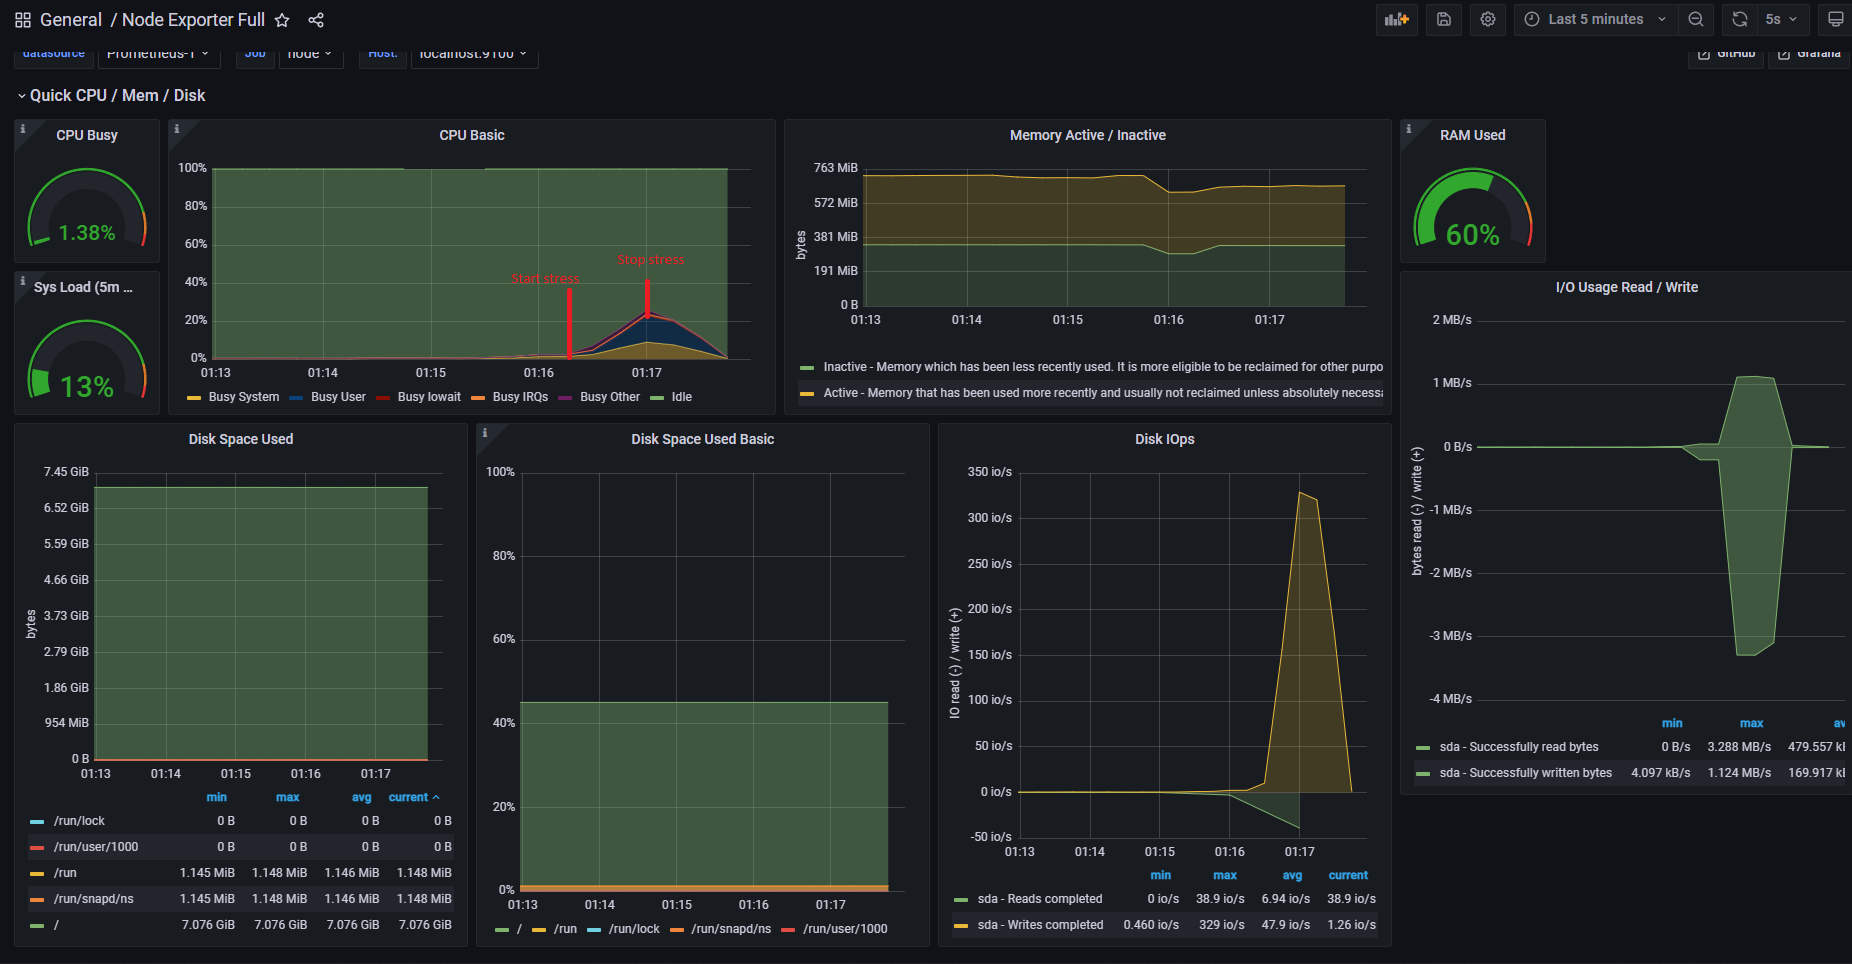 General / Node Exporter Full
Last 5 minutes
5s
datasource Prometheus-1 Job node Host: localhost:9100
GitHub Grafana
Quick CPU / Mem / Disk
CPU Busy
1.38%
Sys Load (5m ...
13%
CPU Basic
100%
80%
60%
40%
20%
0%
Start stress
Stop stress
01:13 01:14 01:15 01:16 01:17
Busy System Busy User Busy Iowait Busy IRQs Busy Other Idle
Memory Active / Inactive
bytes
763 MiB
572 MiB
381 MiB
191 MiB
0 B
01:13 01:14 01:15 01:16 01:17
Inactive - Memory which has been less recently used. It is more eligible to be reclaimed for other purpo
Active - Memory that has been used more recently and usually not reclaimed unless absolutely necessa
RAM Used
60%
I/O Usage Read / Write
bytes read (-) / write (+)
2 MB/s
1 MB/s
0 B/s
-1 MB/s
-2 MB/s
-3 MB/s
-4 MB/s
min max av
sda - Successfully read bytes 0 B/s 3.288 MB/s 479.557 kB
sda - Successfully written bytes 4.097 kB/s 1.124 MB/s 169.917 kB
Disk Space Used
bytes
7.45 GiB
6.52 GiB
5.59 GiB
4.66 GiB
3.73 GiB
2.79 GiB
1.86 GiB
954 MiB
0 B
01:13 01:14 01:15 01:16 01:17
min max avg current
/run/lock 0 B 0 B 0 B 0 B
/run/user/1000 0 B 0 B 0 B 0 B
/run 1.145 MiB 1.148 MiB 1.146 MiB 1.148 MiB
/run/snapd/ns 1.145 MiB 1.148 MiB 1.146 MiB 1.148 MiB
/ 7.076 GiB 7.076 GiB 7.076 GiB 7.076 GiB
Disk Space Used Basic
100%
80%
60%
40%
20%
0%
01:13 01:14 01:15 01:16 01:17
/ /run /run/lock /run/snapd/ns /run/user/1000
Disk IOps
IO read (-) / write (+)
350 io/s
300 io/s
250 io/s
200 io/s
150 io/s
100 io/s
50 io/s
0 io/s
-50 io/s
01:13 01:14 01:15 01:16 01:17
min max avg current
sda - Reads completed 0 io/s 38.9 io/s 6.94 io/s 38.9 io/s
sda - Writes completed 0.460 io/s 329 io/s 47.9 io/s 1.26 io/s